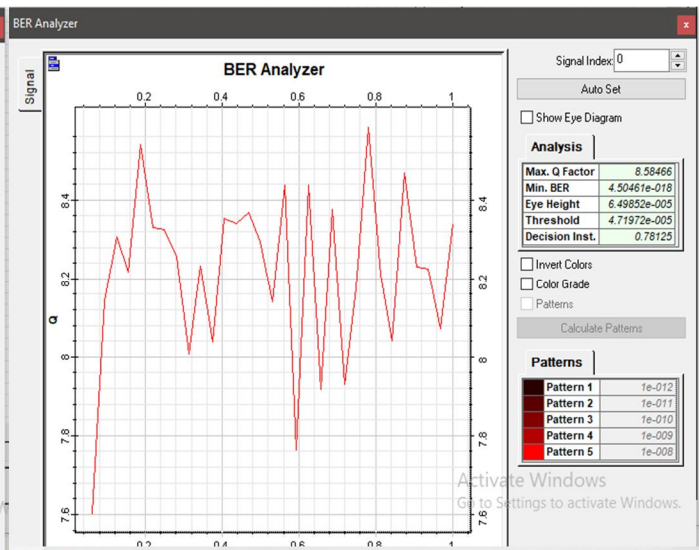 BER Analyzer
x
Signal
BER Analyzer
0.2 0.4 0.6 0.8 1
8.4 8.4
8.2 8.2
Q
8 8
7.8 7.8
7.6 7.6
0.2 0.4 0.6 0.8 1
Signal Index: 0
Auto Set
Show Eye Diagram
Analysis
Max. Q Factor 8.58466
Min. BER 4.50461e-018
Eye Height 6.49852e-005
Threshold 4.71972e-005
Decision Inst. 0.78125
Invert Colors
Color Grade
Patterns
Calculate Patterns
Patterns
Pattern 1 1e-012
Pattern 2 1e-011
Pattern 3 1e-010
Pattern 4 1e-009
Pattern 5 1e-008
Activate Windows
Go to Settings to activate Windows.